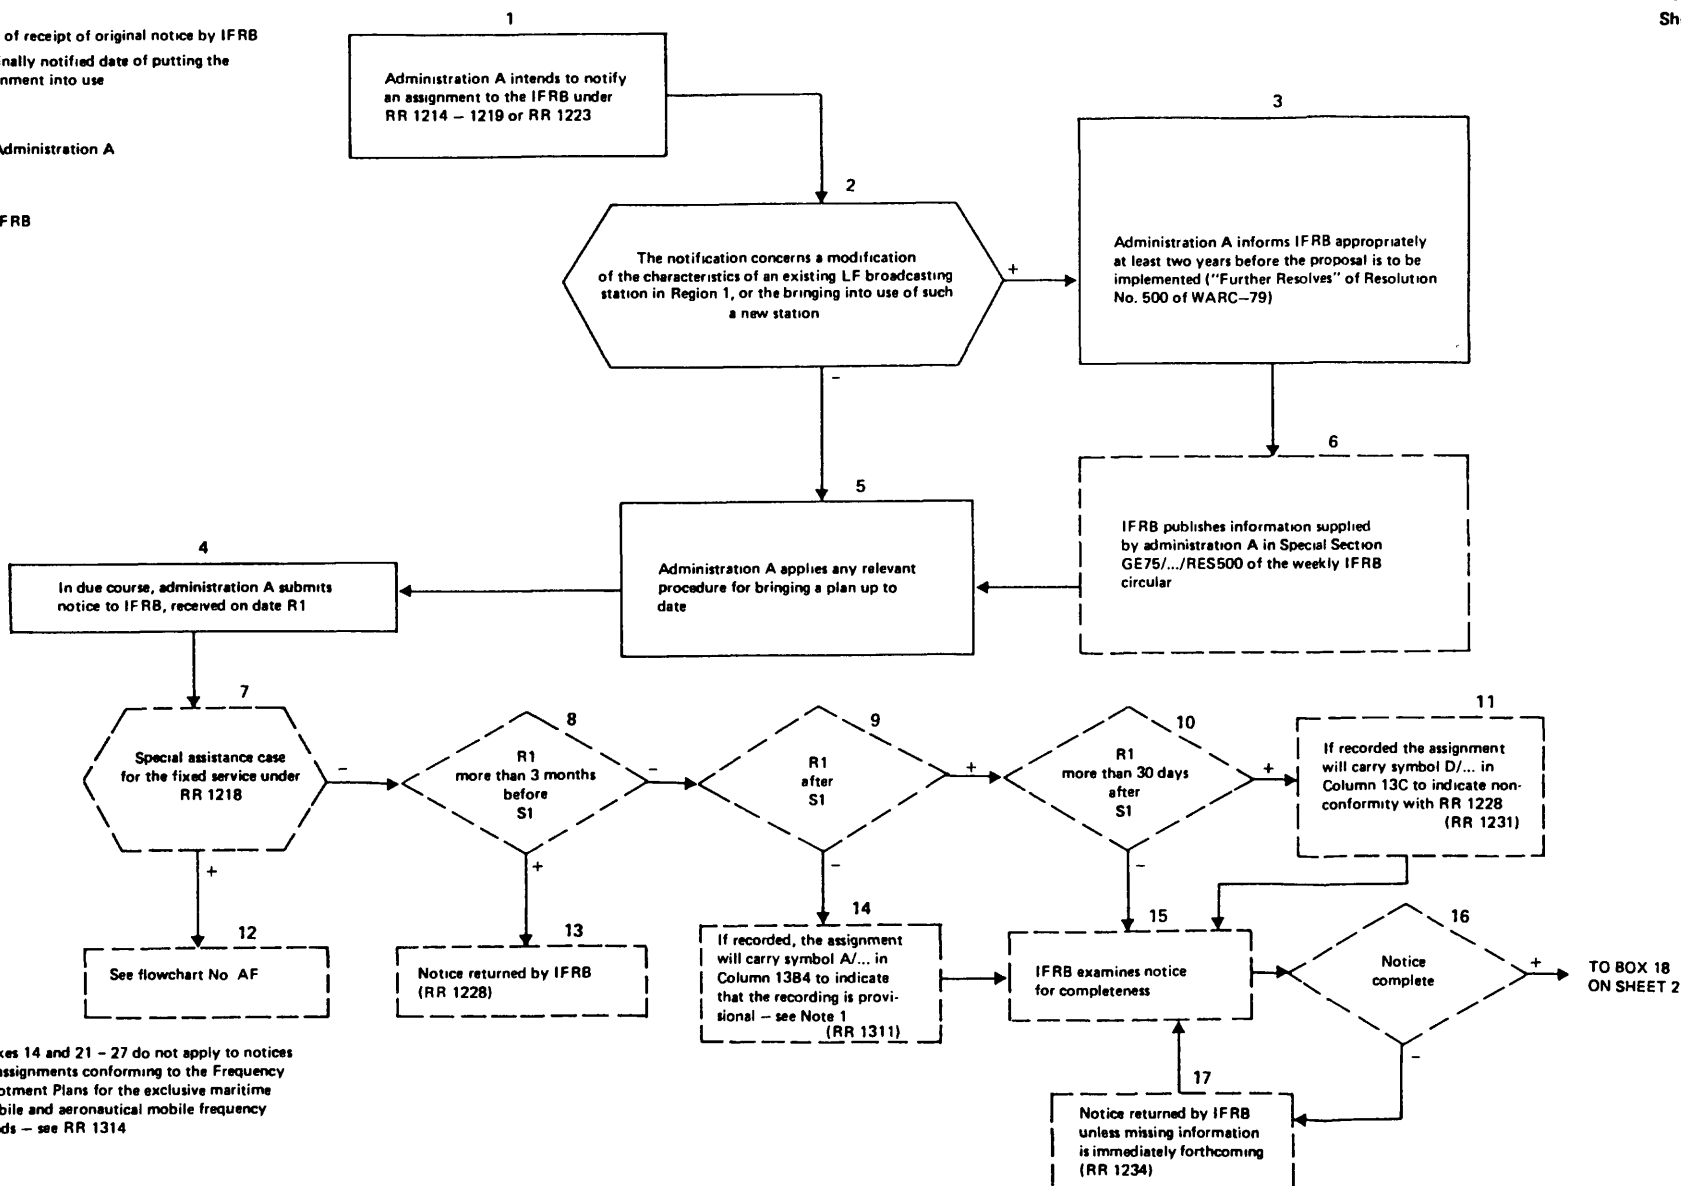 Sh
of receipt of original notice by IFRB
inally notified date of putting the
nment into use
Administration A
FRB
1
Administration A intends to notify
an assignment to the IFRB under
RR 1214 – 1219 or RR 1223
2
The notification concerns a modification
of the characteristics of an existing LF broadcasting
station in Region 1, or the bringing into use of such
a new station
+
–
3
Administration A informs IFRB appropriately
at least two years before the proposal is to be
implemented ("Further Resolves" of Resolution
No. 500 of WARC–79)
6
IFRB publishes information supplied
by administration A in Special Section
GE75/.../RES500 of the weekly IFRB
circular
5
Administration A applies any relevant
procedure for bringing a plan up to
date
4
In due course, administration A submits
notice to IFRB, received on date R1
7
Special assistance case
for the fixed service under
RR 1218
–
+
8
R1
more than 3 months
before
S1
–
+
9
R1
after
S1
+
–
10
R1
more than 30 days
after
S1
+
–
11
If recorded the assignment
will carry symbol D/... in
Column 13C to indicate non-
conformity with RR 1228
(RR 1231)
12
See flowchart No AF
13
Notice returned by IFRB
(RR 1228)
14
If recorded, the assignment
will carry symbol A/... in
Column 13B4 to indicate
that the recording is provi-
sional – see Note 1
(RR 1311)
15
IFRB examines notice
for completeness
16
Notice
complete
+
–
TO BOX 18
ON SHEET 2
17
Notice returned by IFRB
unless missing information
is immediately forthcoming
(RR 1234)
xes 14 and 21 – 27 do not apply to notices
assignments conforming to the Frequency
otment Plans for the exclusive maritime
bile and aeronautical mobile frequency
ds – see RR 1314